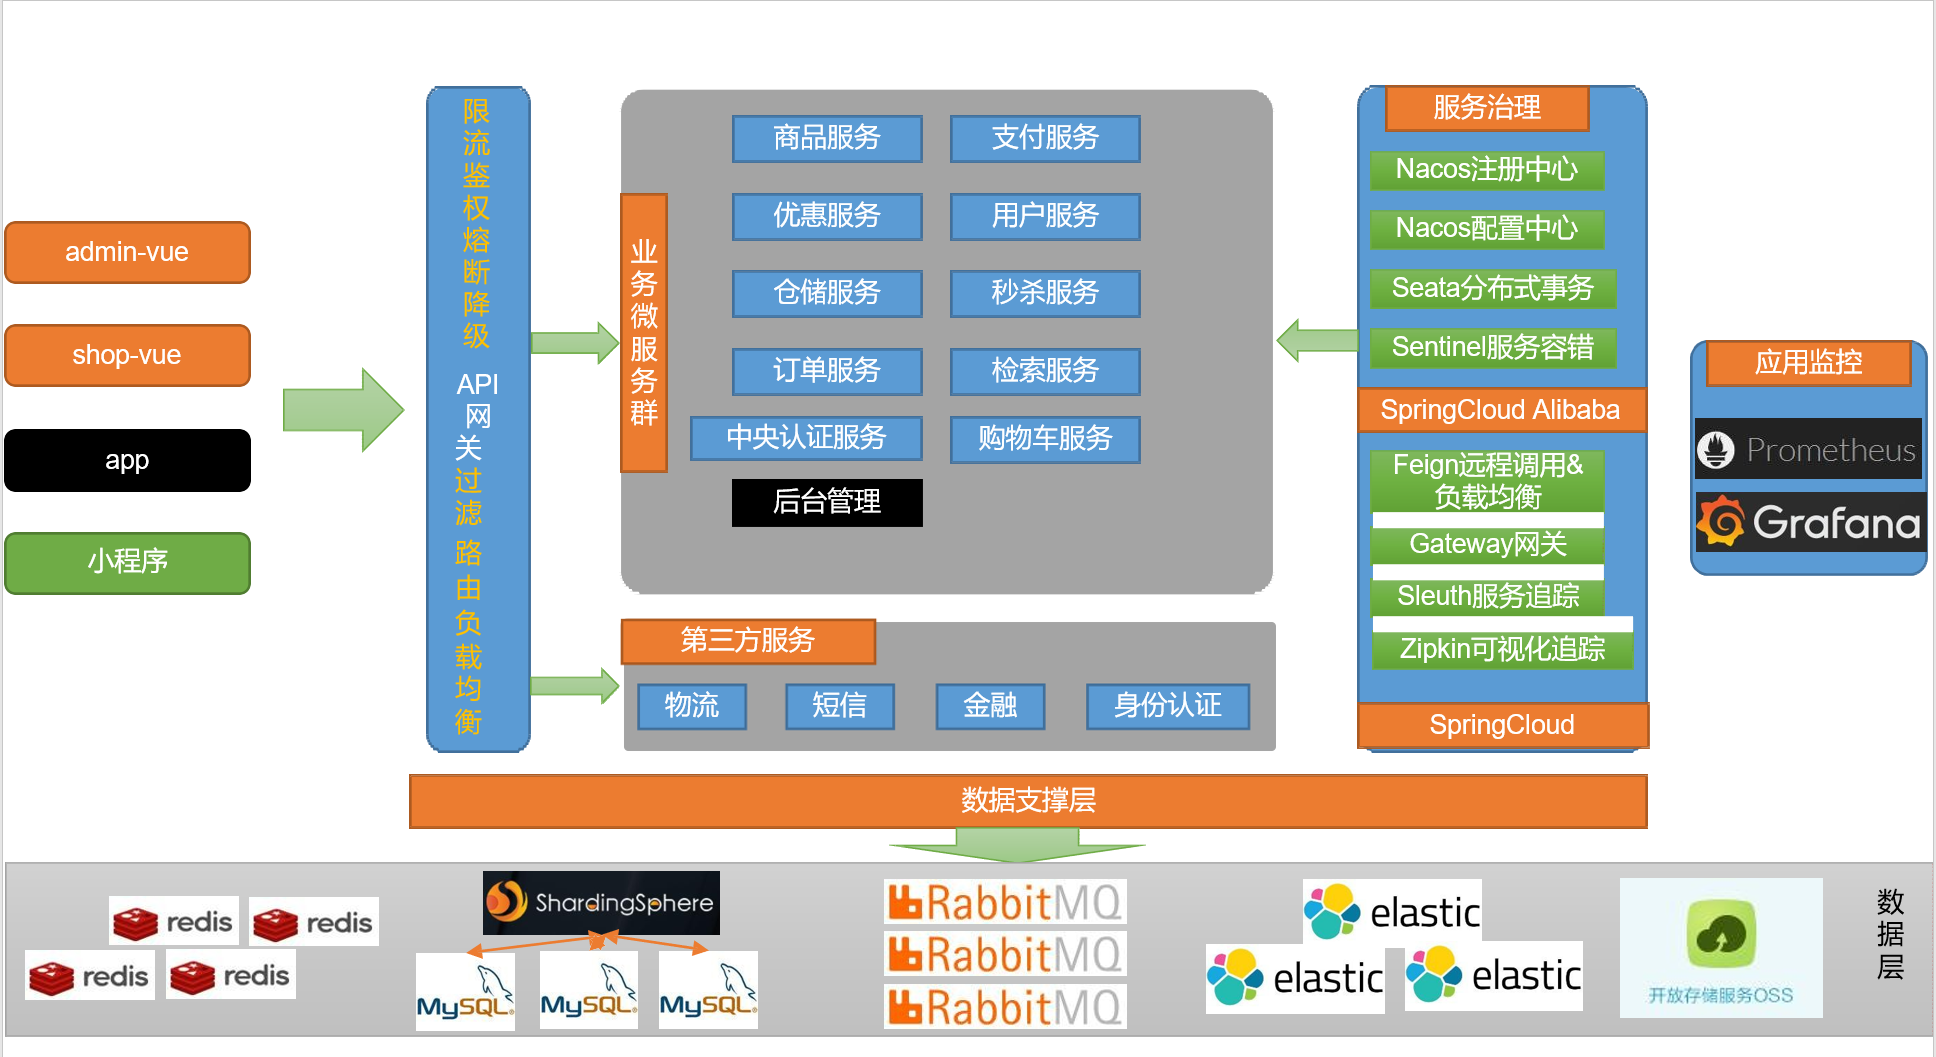 admin-vue
shop-vue
app
小程序
限
流
鉴
权
熔
断
降
级
API
网
关
过
滤
路
由
负
载
均
衡
业
务
微
服
务
群
商品服务
支付服务
优惠服务
用户服务
仓储服务
秒杀服务
订单服务
检索服务
中央认证服务
购物车服务
后台管理
第三方服务
物流
短信
金融
身份认证
服务治理
Nacos注册中心
Nacos配置中心
Seata分布式事务
Sentinel服务容错
SpringCloud Alibaba
Feign远程调用&
负载均衡
Gateway网关
Sleuth服务追踪
Zipkin可视化追踪
SpringCloud
应用监控
Prometheus
Grafana
数据支撑层
redis
redis
redis
redis
ShardingSphere
MySQL
MySQL
MySQL
RabbitMQ
RabbitMQ
RabbitMQ
elastic
elastic
elastic
开放存储服务OSS
数
据
层